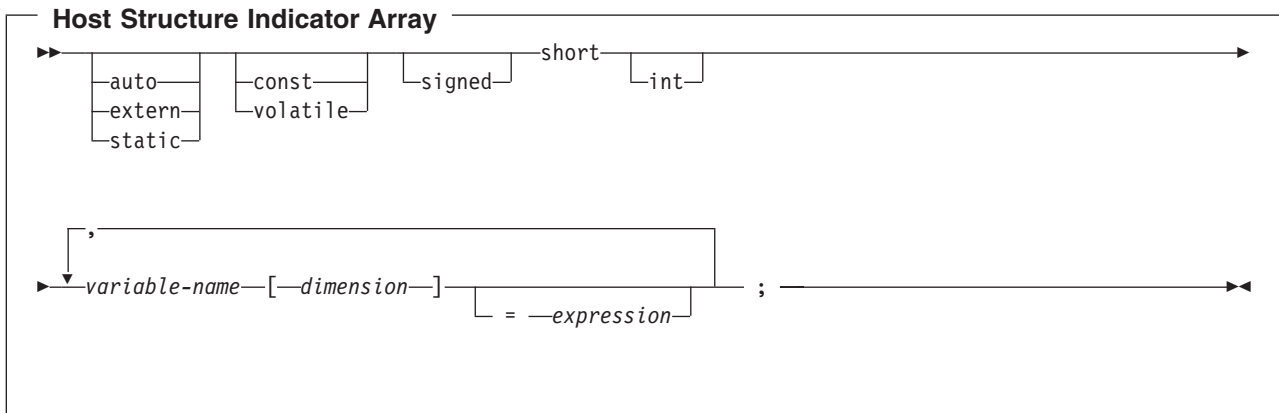 Host Structure Indicator Array
short
auto const signed int
extern volatile
static
,
variable-name [ dimension ] ;
= expression